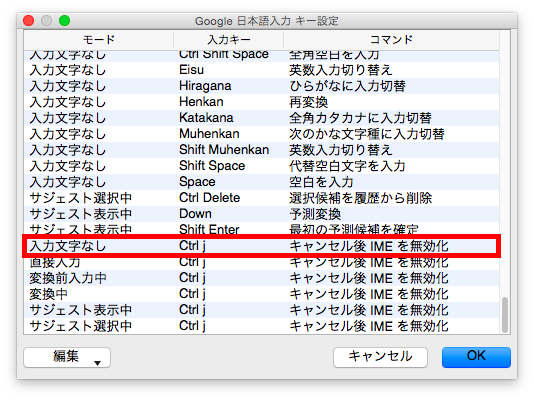 Google 日本語入力 キー設定
モード 入力キー コマンド
入力文字なし Ctrl Shift Space 全角空白を入力
入力文字なし Eisu 英数入力切り替え
入力文字なし Hiragana ひらがなに入力切替
入力文字なし Henkan 再変換
入力文字なし Katakana 全角カタカナに入力切替
入力文字なし Muhenkan 次のかな文字種に入力切替
入力文字なし Shift Muhenkan 英数入力切り替え
入力文字なし Shift Space 代替空白文字を入力
入力文字なし Space 空白を入力
サジェスト選択中 Ctrl Delete 選択候補を履歴から削除
サジェスト表示中 Down 予測変換
サジェスト表示中 Shift Enter 最初の予測候補を確定
入力文字なし Ctrl j キャンセル後 IME を無効化
直接入力 Ctrl j キャンセル後 IME を無効化
変換前入力中 Ctrl j キャンセル後 IME を無効化
変換中 Ctrl j キャンセル後 IME を無効化
サジェスト表示中 Ctrl j キャンセル後 IME を無効化
サジェスト選択中 Ctrl j キャンセル後 IME を無効化
編集 キャンセル OK